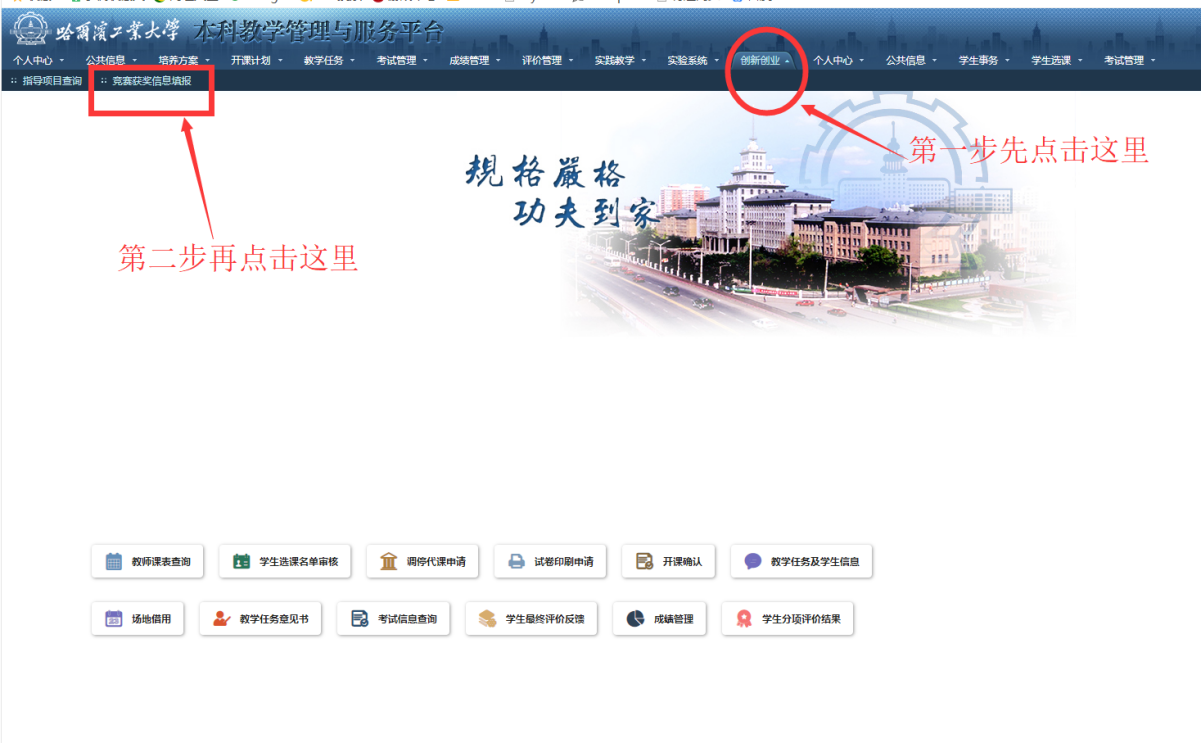 哈爾濱工業大學 本科教学管理与服务平台
个人中心 公共信息 培养方案 开课计划 教学任务 考试管理 成绩管理 评价管理 实践教学 实验系统 创新创业 个人中心 公共信息 学生事务 学生选课 考试管理
:: 指导项目查询 :: 竞赛获奖信息填报
第一步先点击这里
規格嚴格
功夫到家
第二步再点击这里
教师课表查询 学生选课名单审核 调停代课申请 试卷印刷申请 开课确认 教学任务及学生信息
场地借用 教学任务意见书 考试信息查询 学生最终评价反馈 成绩管理 学生分项评价结果